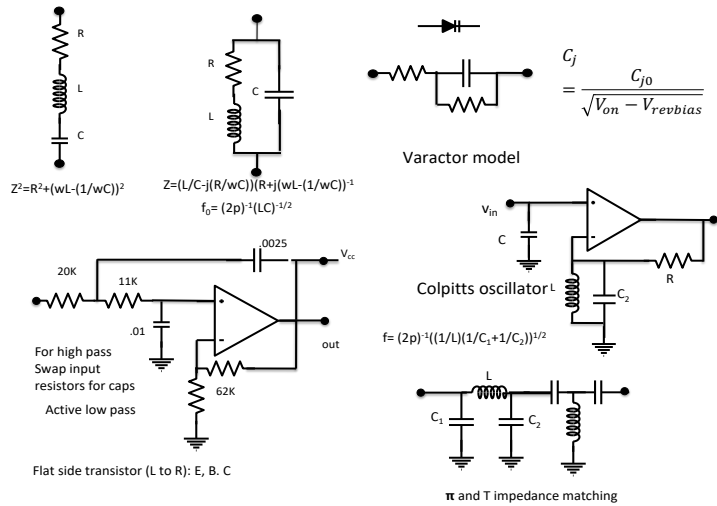 R
L
C
Z²=R²+(wL-(1/wC))²
R
L
C
Z=(L/C-j(R/wC))(R+j(wL-(1/wC))⁻¹
f₀= (2p)⁻¹(LC)⁻¹/²
Cⱼ
= Cⱼ₀ / √(Vₒₙ − V_revbias)
Varactor model
v_in
C
L
C₂
R
Colpitts oscillator
f= (2p)⁻¹((1/L)(1/C₁+1/C₂))¹/²
.0025
V_cc
20K
11K
.01
out
62K
For high pass
Swap input
resistors for caps
Active low pass
Flat side transistor (L to R): E, B. C
L
C₁
C₂
π and T impedance matching